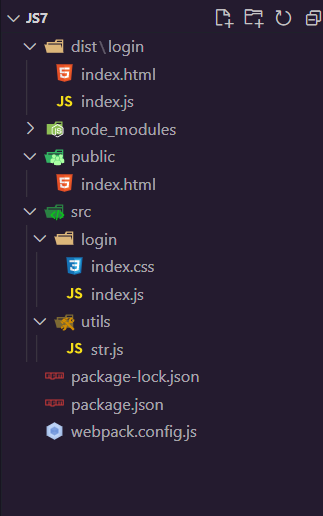 JS7
dist\login
index.html
JS index.js
node_modules
public
index.html
src
login
index.css
JS index.js
utils
JS str.js
package-lock.json
package.json
webpack.config.js